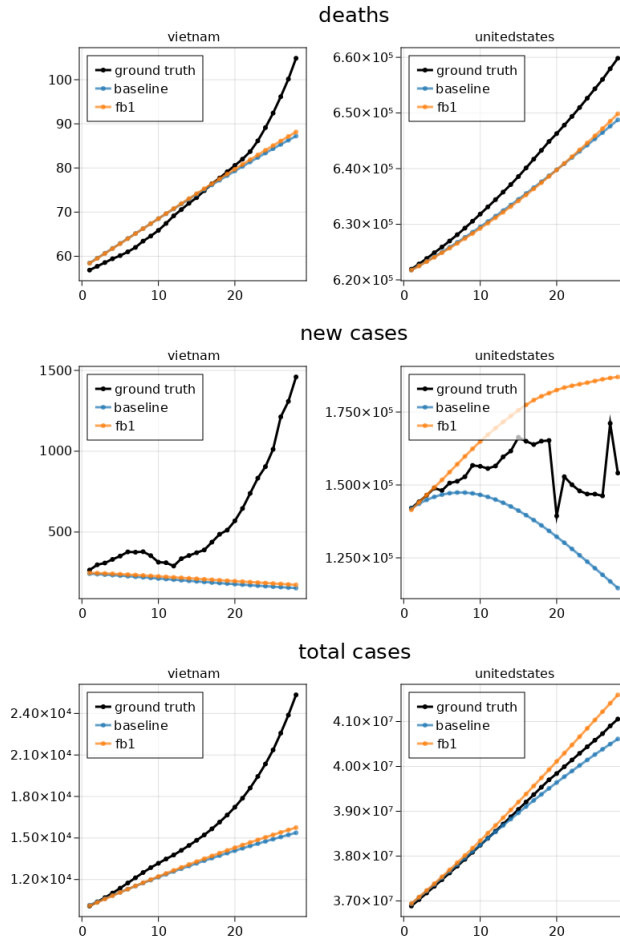 deaths
vietnam
unitedstates
100
90
80
70
60
0
10
20
ground truth
baseline
fb1
6.60×10⁵
6.50×10⁵
6.40×10⁵
6.30×10⁵
6.20×10⁵
0
10
20
ground truth
baseline
fb1
new cases
vietnam
unitedstates
1500
1000
500
0
10
20
ground truth
baseline
fb1
1.750×10⁵
1.500×10⁵
1.250×10⁵
0
10
20
ground truth
baseline
fb1
total cases
vietnam
unitedstates
2.40×10⁴
2.10×10⁴
1.80×10⁴
1.50×10⁴
1.20×10⁴
0
10
20
ground truth
baseline
fb1
4.10×10⁷
4.00×10⁷
3.90×10⁷
3.80×10⁷
3.70×10⁷
0
10
20
ground truth
baseline
fb1